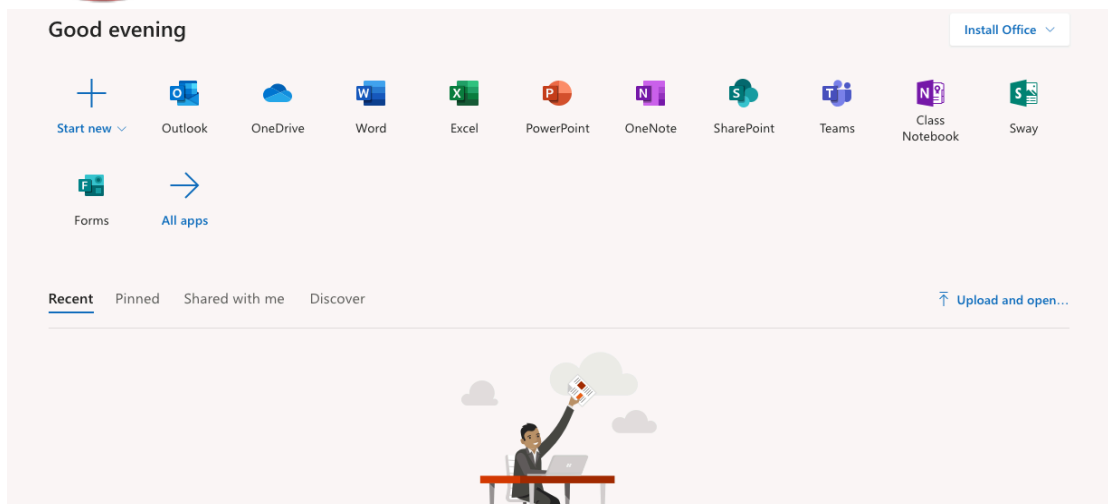 Good evening
Install Office
Start new
Outlook
OneDrive
Word
Excel
PowerPoint
OneNote
SharePoint
Teams
Class
Notebook
Sway
Forms
All apps
Recent Pinned Shared with me Discover
Upload and open...